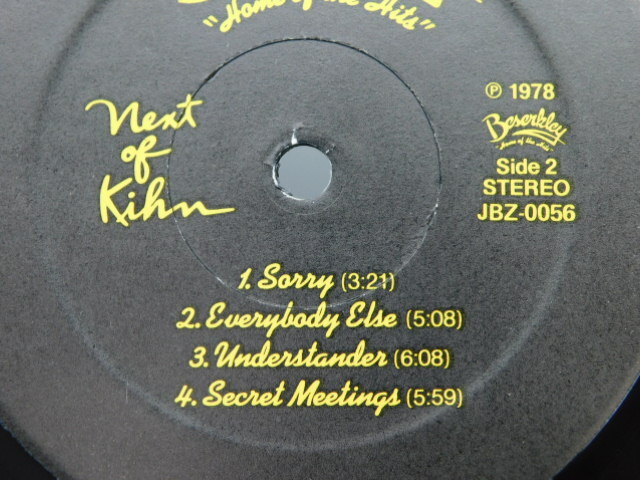 "Home of the Hits"
Next
of
Kihn
℗ 1978
Beserkley
"Home of the Hits"
Side 2
STEREO
JBZ-0056
1. Sorry (3:21)
2. Everybody Else (5:08)
3. Understander (6:08)
4. Secret Meetings (5:59)